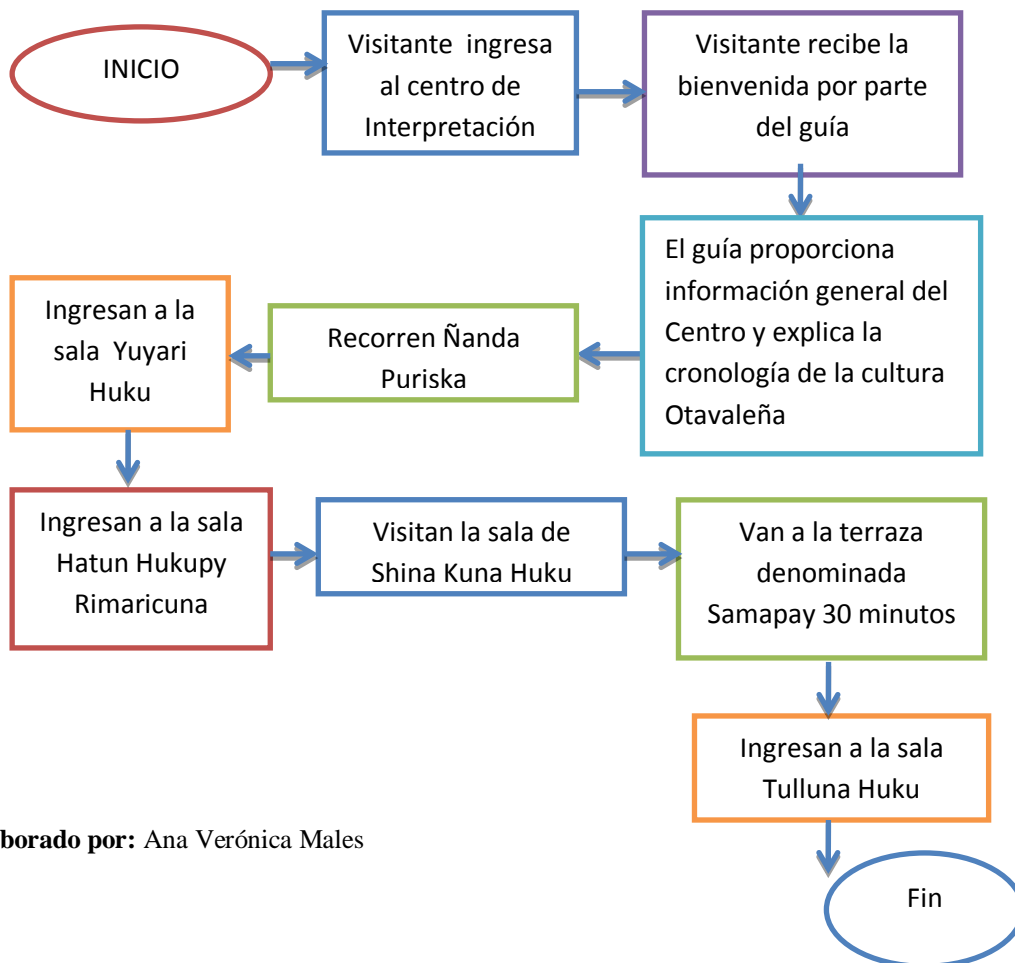 INICIO
Visitante ingresa
al centro de
Interpretación
Visitante recibe la
bienvenida por parte
del guía
El guía proporciona
información general del
Centro y explica la
cronología de la cultura
Otavaleña
Recorren Ñanda
Puriska
Ingresan a la
sala Yuyari
Huku
Ingresan a la sala
Hatun Hukupy
Rimaricuna
Visitan la sala de
Shina Kuna Huku
Van a la terraza
denominada
Samapay 30 minutos
Ingresan a la sala
Tulluna Huku
Fin
borado por: Ana Verónica Males